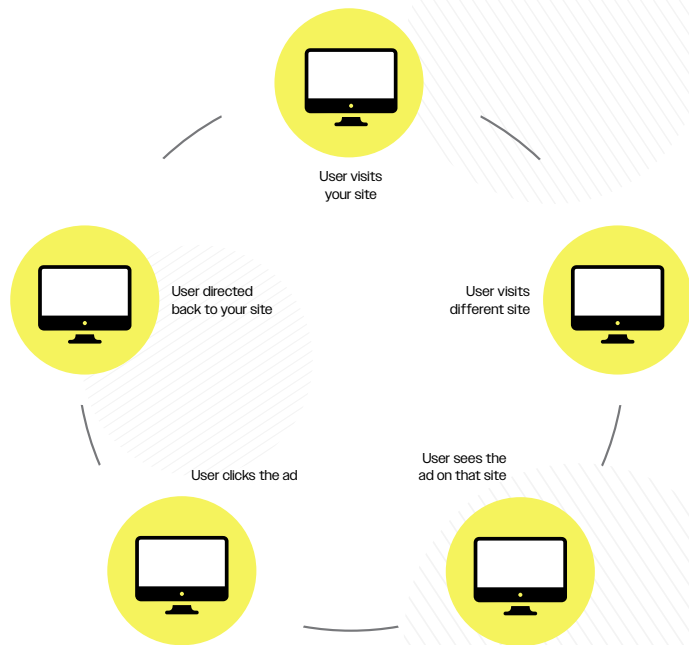 User visits
your site
User visits
different site
User sees the
ad on that site
User clicks the ad
User directed
back to your site